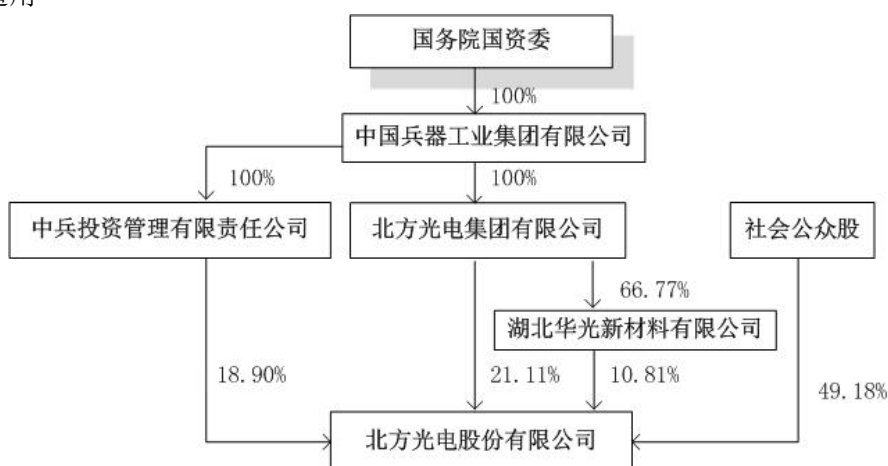 国务院国资委
100%
中国兵器工业集团有限公司
100%
100%
中兵投资管理有限责任公司
北方光电集团有限公司
社会公众股
66.77%
湖北华光新材料有限公司
18.90%
21.11%
10.81%
49.18%
北方光电股份有限公司